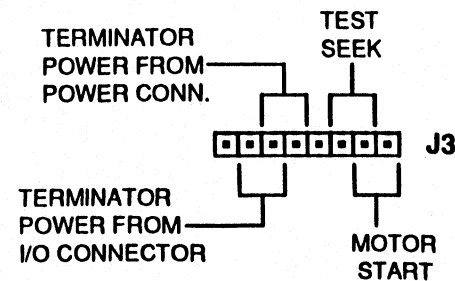 TERMINATOR
POWER FROM
POWER CONN.
TEST
SEEK
J3
TERMINATOR
POWER FROM
I/O CONNECTOR
MOTOR
START